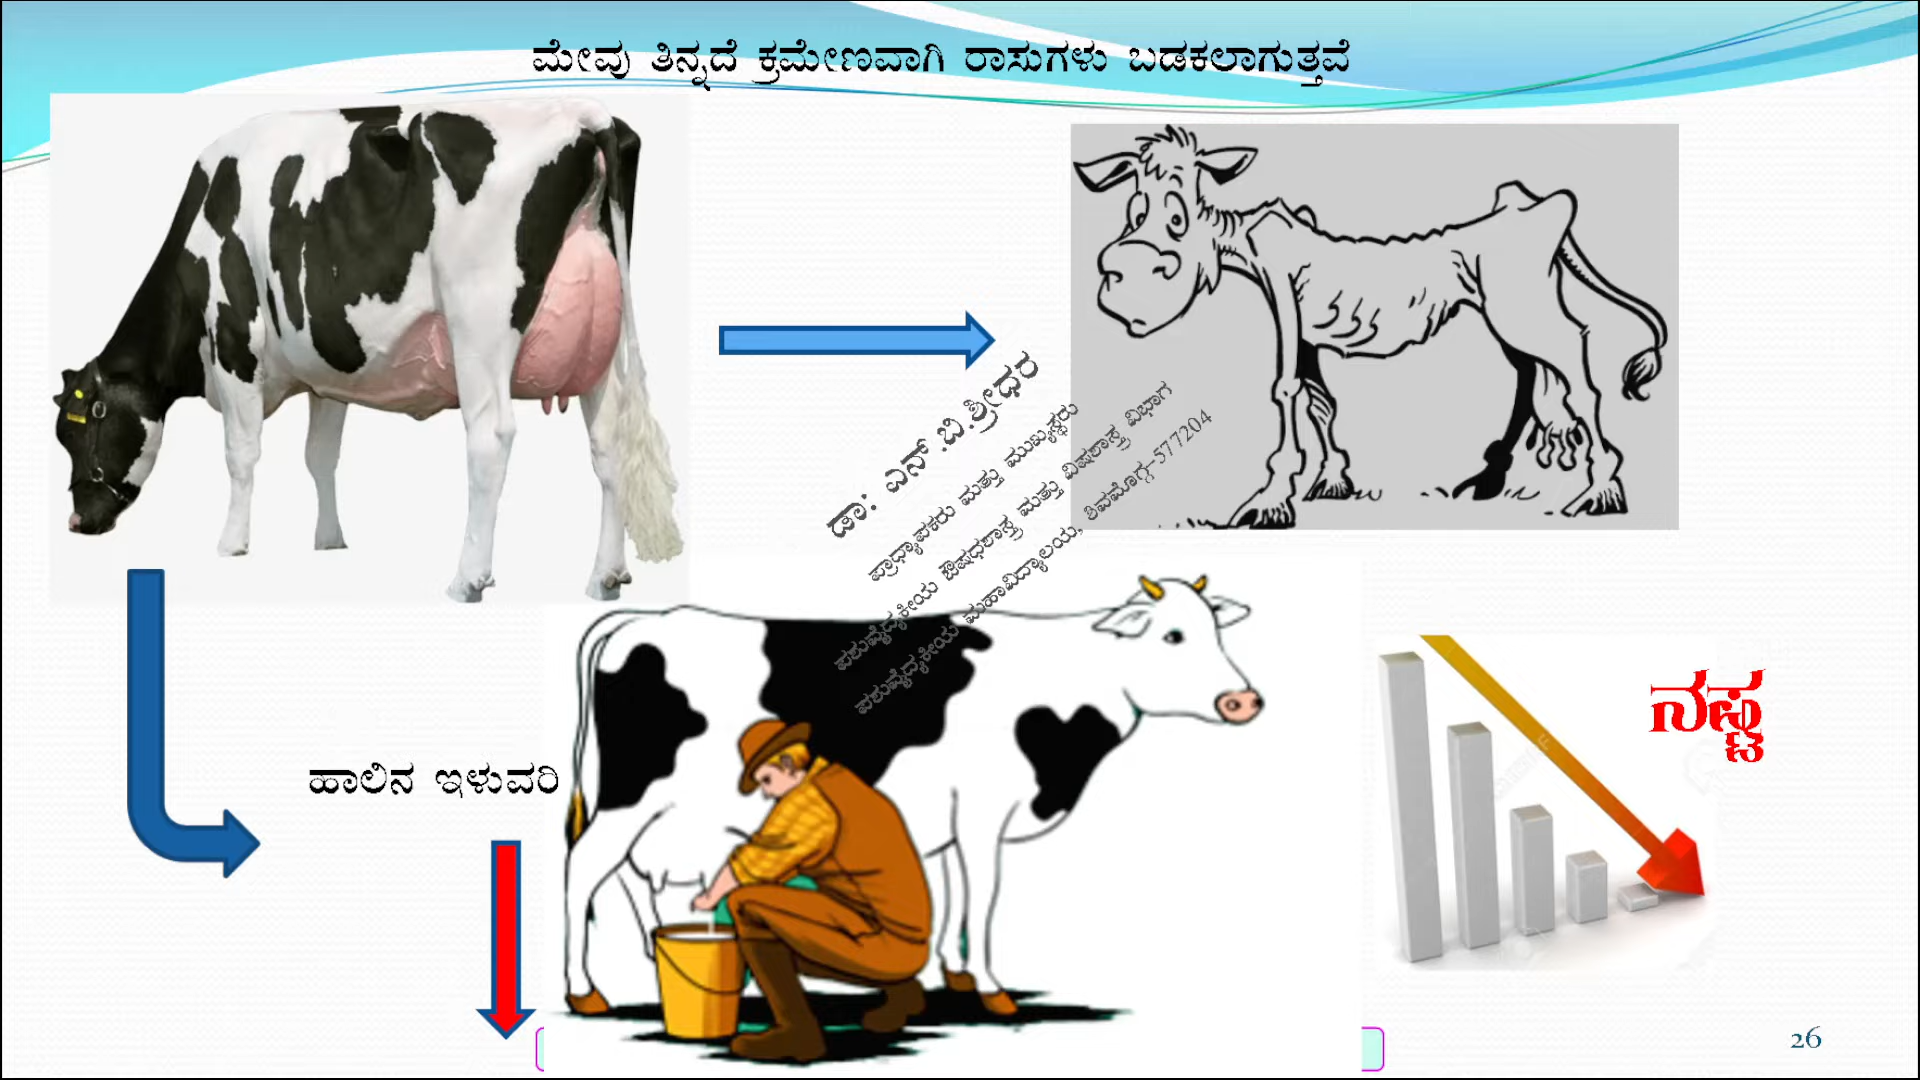 ಮೇವು ತಿನ್ನದೆ ಕ್ರಮೇಣವಾಗಿ ರಾಸುಗಳು ಬಡಕಲಾಗುತ್ತವೆ
ಡಾ: ಎನ್.ಬಿ.ಶ್ರೀಧರ
ಪ್ರಾಧ್ಯಾಪಕರು ಮತ್ತು ಮುಖ್ಯಸ್ಥರು
ಪಶುವೈದ್ಯಕೀಯ ಔಷಧಶಾಸ್ತ್ರ ಮತ್ತು ವಿಷಶಾಸ್ತ್ರ ವಿಭಾಗ
ಪಶುವೈದ್ಯಕೀಯ ಮಹಾವಿದ್ಯಾಲಯ, ಶಿವಮೊಗ್ಗ-577204
ನಷ್ಟ
ಹಾಲಿನ ಇಳುವರಿ
26